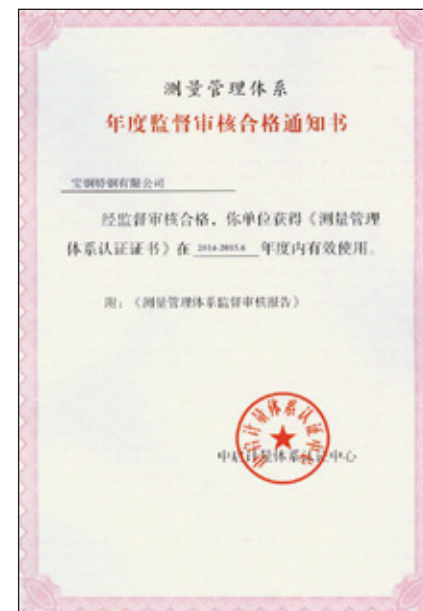 测量管理体系
年度监督审核合格通知书
宝钢特钢有限公司
经监督审核合格，你单位获得《测量管理
体系认证证书》在 2014-2015.6 年度内有效使用。
附：《测量管理体系监督审核报告》
中启计量体系认证中心